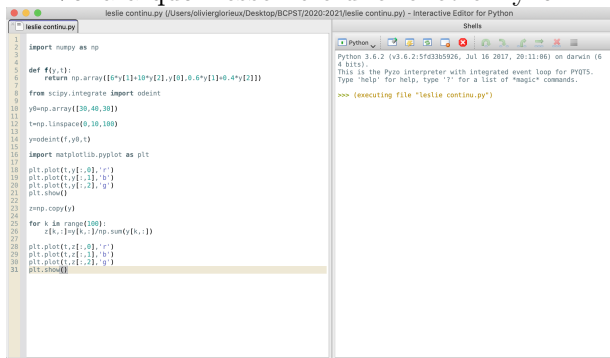 leslie continu.py (/Users/olivierglorieux/Desktop/BCPST/2020:2021/leslie continu.py) - Interactive Editor for Python
leslie continu.py
1
2 import numpy as np
3
4
5 def f(y,t):
6 return np.array([6*y[1]+10*y[2],y[0],0.6*y[1]+0.4*y[2]])
7
8 from scipy.integrate import odeint
9
10 y0=np.array([30,40,30])
11
12 t=np.linspace(0,10,100)
13
14 y=odeint(f,y0,t)
15
16 import matplotlib.pyplot as plt
17
18 plt.plot(t,y[:,0],'r')
19 plt.plot(t,y[:,1],'b')
20 plt.plot(t,y[:,2],'g')
21 plt.show()
22
23 z=np.copy(y)
24
25 for k in range(100):
26 z[k,:]=y[k,:]/np.sum(y[k,:])
27
28 plt.plot(t,z[:,0],'r')
29 plt.plot(t,z[:,1],'b')
30 plt.plot(t,z[:,2],'g')
31 plt.show()
Shells
Python
Python 3.6.2 (v3.6.2:5fd33b5926, Jul 16 2017, 20:11:06) on darwin (6
4 bits).
This is the Pyzo interpreter with integrated event loop for PYQT5.
Type 'help' for help, type '?' for a list of *magic* commands.
>>> (executing file "leslie continu.py")